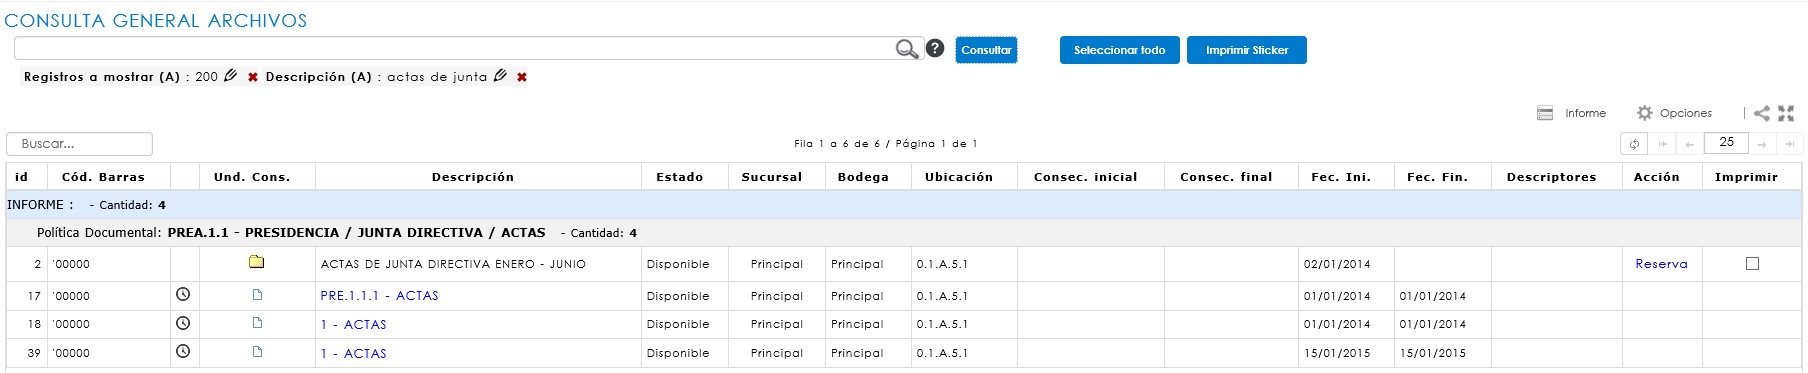 CONSULTA GENERAL ARCHIVOS
? Consultar Seleccionar todo Imprimir Sticker
Registros a mostrar (A) : 200 Descripción (A) : actas de junta
Informe Opciones
Buscar... Fila 1 a 6 de 6 / Página 1 de 1 25
id Cód. Barras Und. Cons. Descripción Estado Sucursal Bodega Ubicación Consec. inicial Consec. final Fec. Ini. Fec. Fin. Descriptores Acción Imprimir
INFORME : - Cantidad: 4
Política Documental: PREA.1.1 - PRESIDENCIA / JUNTA DIRECTIVA / ACTAS - Cantidad: 4
2 '00000 ACTAS DE JUNTA DIRECTIVA ENERO - JUNIO Disponible Principal Principal 0.1.A.5.1 02/01/2014 Reserva
17 '00000 PRE.1.1.1 - ACTAS Disponible Principal Principal 0.1.A.5.1 01/01/2014 01/01/2014
18 '00000 1 - ACTAS Disponible Principal Principal 0.1.A.5.1 01/01/2014 01/01/2014
39 '00000 1 - ACTAS Disponible Principal Principal 0.1.A.5.1 15/01/2015 15/01/2015